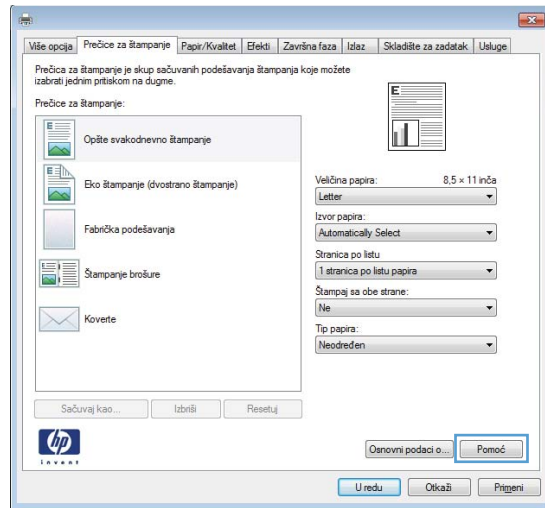 Više opcija Prečice za štampanje Papir/Kvalitet Efekti Završna faza Izlaz Skladište za zadatak Usluge
Prečica za štampanje je skup sačuvanih podešavanja štampanja koje možete
izabrati jednim pritiskom na dugme.
Prečice za štampanje:
E
E
Opšte svakodnevno štampanje
E
Eko štampanje (dvostrano štampanje)
Fabrička podešavanja
Štampanje brošure
Koverte
Veličina papira: 8,5 × 11 inča
Letter
Izvor papira:
Automatically Select
Stranica po listu
1 stranica po listu papira
Štampaj sa obe strane:
Ne
Tip papira:
Neodređen
Sačuvaj kao... Izbriši Resetuj
hp
invent
Osnovni podaci o... Pomoć
U redu Otkaži Primeni